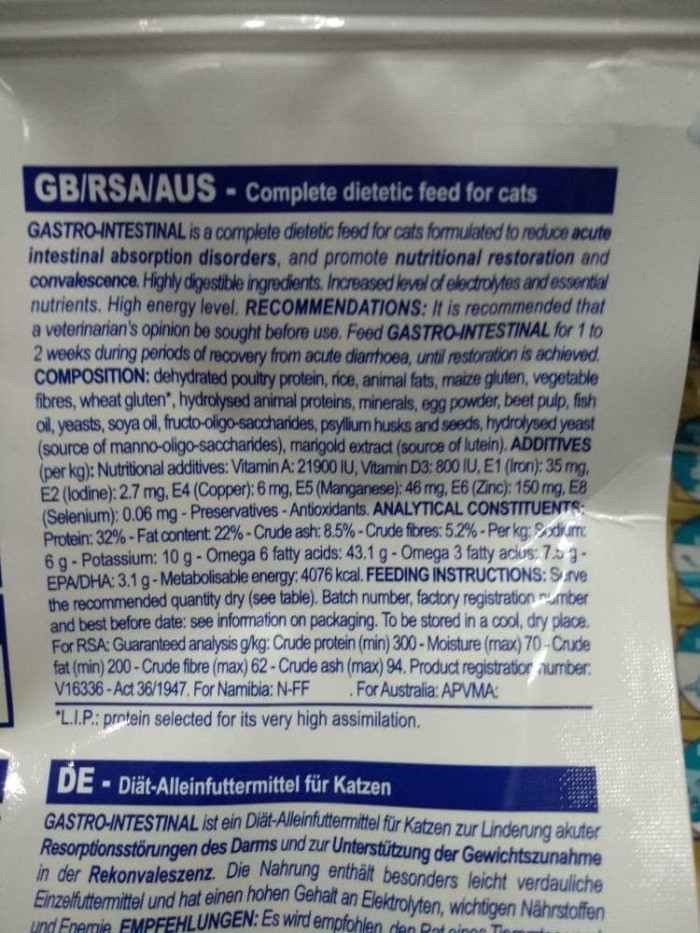 GB/RSA/AUS - Complete dietetic feed for cats
GASTRO-INTESTINAL is a complete dietetic feed for cats formulated to reduce acute
intestinal absorption disorders, and promote nutritional restoration and
convalescence. Highly digestible ingredients. Increased level of electrolytes and essential
nutrients. High energy level. RECOMMENDATIONS: It is recommended that
a veterinarian's opinion be sought before use. Feed GASTRO-INTESTINAL for 1 to
2 weeks during periods of recovery from acute diarrhoea, until restoration is achieved.
COMPOSITION: dehydrated poultry protein, rice, animal fats, maize gluten, vegetable
fibres, wheat gluten*, hydrolysed animal proteins, minerals, egg powder, beet pulp, fish
oil, yeasts, soya oil, fructo-oligo-saccharides, psyllium husks and seeds, hydrolysed yeast
(source of manno-oligo-saccharides), marigold extract (source of lutein). ADDITIVES
(per kg): Nutritional additives: Vitamin A: 21900 IU, Vitamin D3: 800 IU, E1 (Iron): 35 mg,
E2 (Iodine): 2.7 mg, E4 (Copper): 6 mg, E5 (Manganese): 46 mg, E6 (Zinc): 150 mg, E8
(Selenium): 0.06 mg - Preservatives - Antioxidants. ANALYTICAL CONSTITUENTS:
Protein: 32% - Fat content: 22% - Crude ash: 8.5% - Crude fibres: 5.2% - Per kg: Sodium:
6 g - Potassium: 10 g - Omega 6 fatty acids: 43.1 g - Omega 3 fatty acids: 7.5 g -
EPA/DHA: 3.1 g - Metabolisable energy: 4076 kcal. FEEDING INSTRUCTIONS: Serve
the recommended quantity dry (see table). Batch number, factory registration number
and best before date: see information on packaging. To be stored in a cool, dry place.
For RSA: Guaranteed analysis g/kg: Crude protein (min) 300 - Moisture (max) 70 - Crude
fat (min) 200 - Crude fibre (max) 62 - Crude ash (max) 94. Product registration number:
V16336 - Act 36/1947. For Namibia: N-FF . For Australia: APVMA:
*L.I.P.: protein selected for its very high assimilation.
DE - Diät-Alleinfuttermittel für Katzen
GASTRO-INTESTINAL ist ein Diät-Alleinfuttermittel für Katzen zur Linderung akuter
Resorptionsstörungen des Darms und zur Unterstützung der Gewichtszunahme
in der Rekonvaleszenz. Die Nahrung enthält besonders leicht verdauliche
Einzelfuttermittel und hat einen hohen Gehalt an Elektrolyten, wichtigen Nährstoffen
und Energie. EMPFEHLUNGEN: Es wird empfohlen, den Rat eines